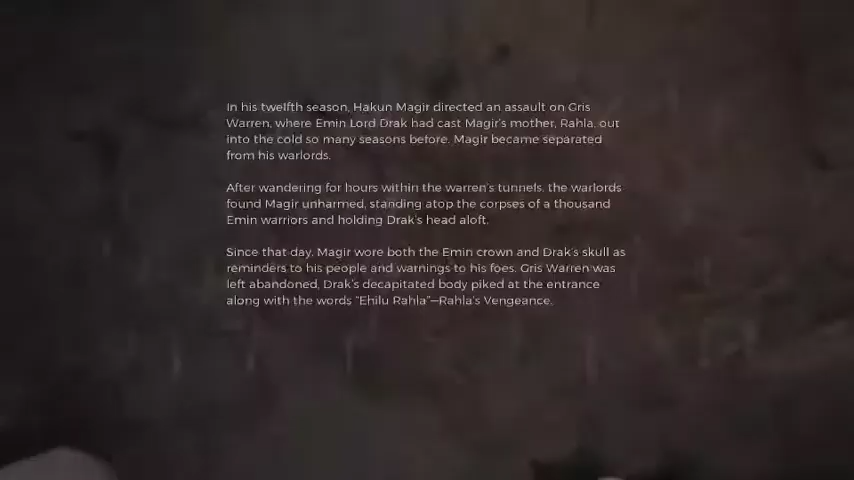 In his twelfth season, Hakun Magir directed an assault on Gris
Warren, where Emin Lord Drak had cast Magir's mother, Rahla, out
into the cold so many seasons before. Magir became separated
from his warlords.
After wandering for hours within the warren's tunnels, the warlords
found Magir unharmed, standing atop the corpses of a thousand
Emin warriors and holding Drak's head aloft.
Since that day, Magir wore both the Emin crown and Drak's skull as
reminders to his people and warnings to his foes. Gris Warren was
left abandoned, Drak's decapitated body piked at the entrance
along with the words "Ehilu Rahla"—Rahla's Vengeance.